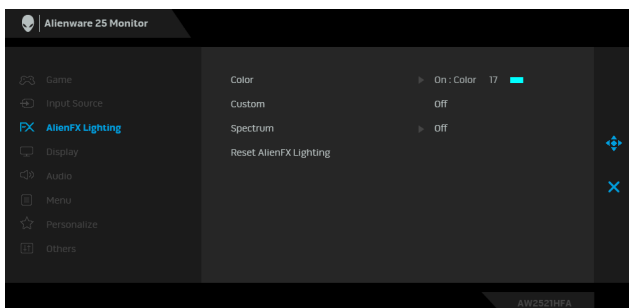 Alienware 25 Monitor
Game
Input Source
FX AlienFX Lighting
Display
Audio
Menu
Personalize
Others
Color On : Color 17
Custom Off
Spectrum Off
Reset AlienFX Lighting
AW2521HFA